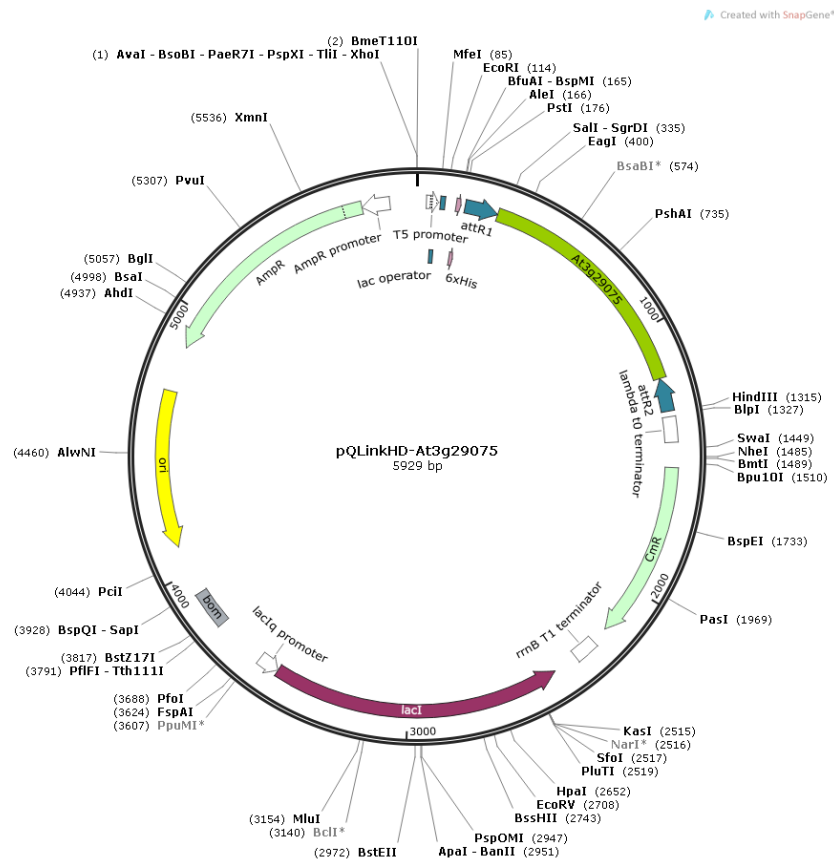 Created with SnapGene®
(2) BmeT110I
(1) AvaI - BsoBI - PaeR7I - PspXI - TliI - XhoI
MfeI (85)
EcoRI (114)
BfuAI - BspMI (165)
AleI (166)
PstI (176)
SalI - SgrDI (335)
EagI (400)
BsaBI* (574)
PshAI (735)
(5536) XmnI
(5307) PvuI
(5057) BglI
(4998) BsaI
(4937) AhdI
T5 promoter
attR1
AmpR promoter
AmpR
lac operator
6xHis
At3g29075
1000
5000
attR2
lambda t0 terminator
HindIII (1315)
BlpI (1327)
SwaI (1449)
NheI (1485)
BmtI (1489)
Bpu10I (1510)
(4460) AlwNI
ori
pQLinkHD-At3g29075
5929 bp
CmR
BspEI (1733)
2000
PasI (1969)
(4044) PciI
4000
bom
(3928) BspQI - SapI
(3817) BstZ17I
(3791) PflFI - Tth111I
(3688) PfoI
(3624) FspAI
(3607) PpuMI*
lacIq promoter
rrnB T1 terminator
lacI
3000
KasI (2515)
NarI* (2516)
SfoI (2517)
PluTI (2519)
HpaI (2652)
EcoRV (2708)
BssHII (2743)
PspOMI (2947)
ApaI - BanII (2951)
(3154) MluI
(3140) BclI*
(2972) BstEII